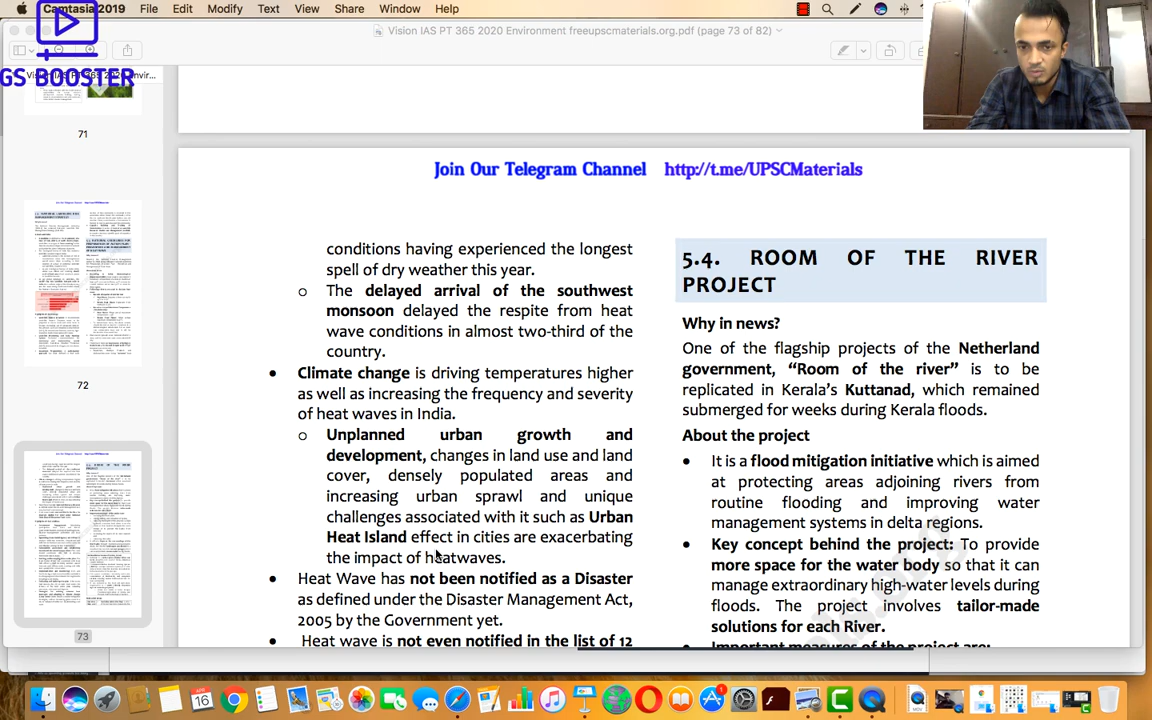 Camtasia 2019 File Edit Modify Text View Share Window Help
Vision IAS PT 365 2020 Environment freeupscmaterials.org.pdf (page 73 of 82)
GS BOOSTER
71
72
73
Join Our Telegram Channel http://t.me/UPSCMaterials
conditions having experienced the longest
spell of dry weather this year.
o The delayed arrival of the southwest
monsoon delayed the respite from heat
wave conditions in almost two-third of the
country.
• Climate change is driving temperatures higher
as well as increasing the frequency and severity
of heat waves in India.
o Unplanned urban growth and
development, changes in land use and land
cover, densely populated areas and
increasing urban sprawl and unique
challenges associated with it such as Urban
Heat Island effect in cities are exacerbating
the impact of heatwaves.
• Heat Wave has not been notified as a Disaster
as defined under the Disaster Management Act,
2005 by the Government yet.
• Heat wave is not even notified in the list of 12
5.4. ROOM OF THE RIVER
PROJECT
Why in news?
One of the flagship projects of the Netherland
government, “Room of the river” is to be
replicated in Kerala’s Kuttanad, which remained
submerged for weeks during Kerala floods.
About the project
• It is a flood mitigation initiative which is aimed
at protecting areas adjoining rivers from
routine flooding and improving water
management systems in delta regions.
• Key concept behind the project: To provide
more space for the water body so that it can
manage extraordinary high-water levels during
floods. The project involves tailor-made
solutions for each River.
• Important measures of the project are:
APR
16